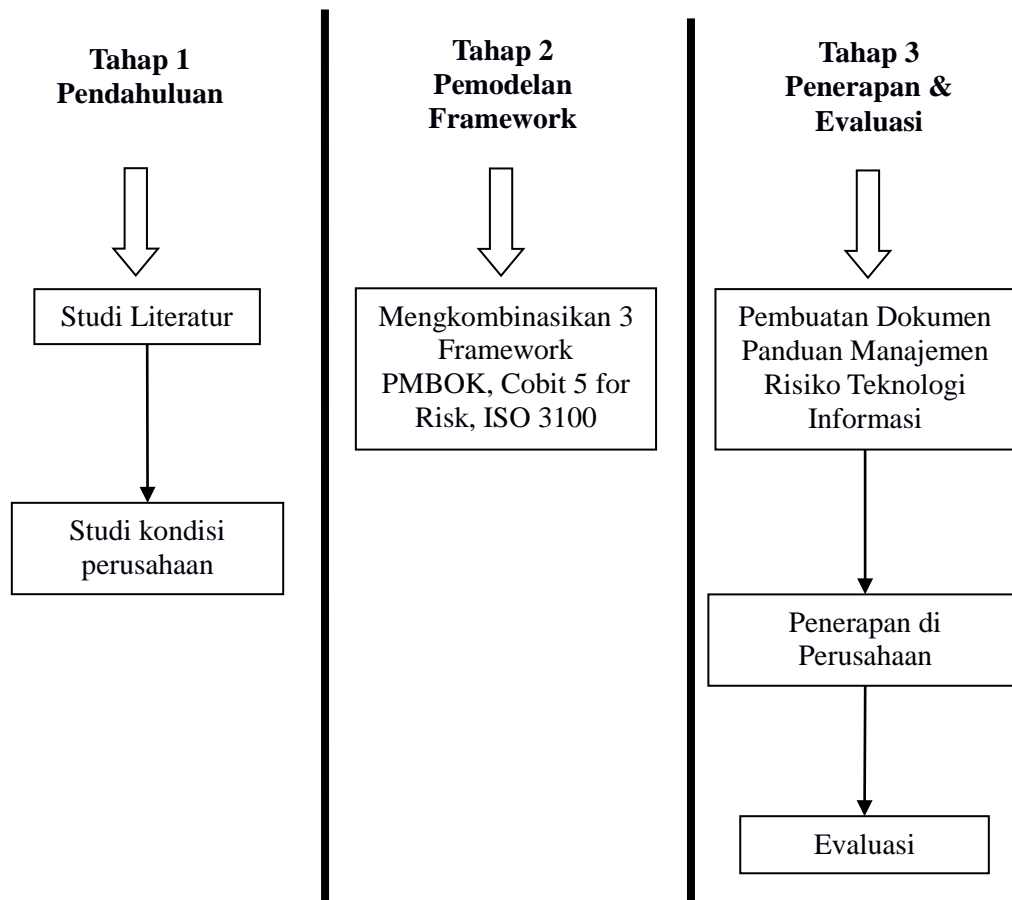 Tahap 1
Pendahuluan
Studi Literatur
Studi kondisi
perusahaan
Tahap 2
Pemodelan
Framework
Mengkombinasikan 3
Framework
PMBOK, Cobit 5 for
Risk, ISO 3100
Tahap 3
Penerapan &
Evaluasi
Pembuatan Dokumen
Panduan Manajemen
Risiko Teknologi
Informasi
Penerapan di
Perusahaan
Evaluasi